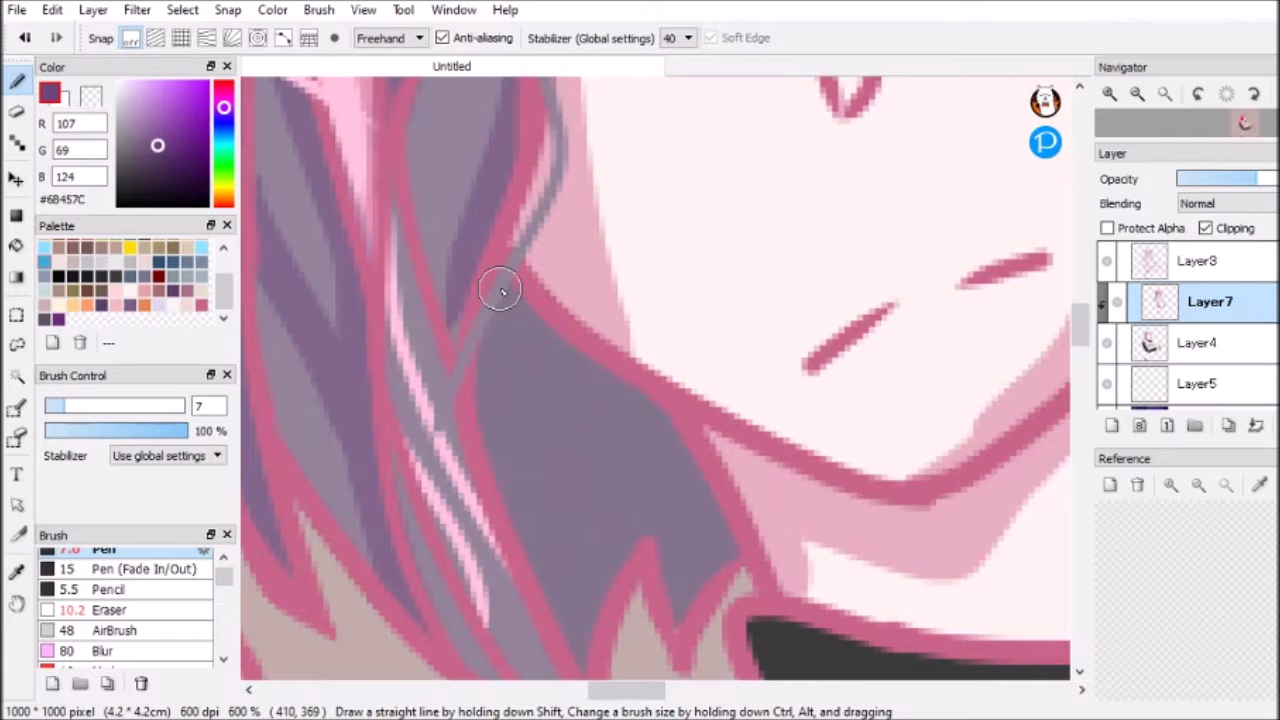 File Edit Layer Filter Select Snap Color Brush View Tool Window Help
Snap off Freehand Anti-aliasing Stabilizer (Global settings) 40 Soft Edge
Color Untitled Navigator
R 107
G 69
B 124
#6B457C
Layer
Opacity
Blending Normal
Protect Alpha Clipping
Palette
Layer3
Layer7
Layer4
Layer5
---
Brush Control
7
100 %
Stabilizer Use global settings
Reference
Brush
7.0 Pen
15 Pen (Fade In/Out)
5.5 Pencil
10.2 Eraser
48 AirBrush
80 Blur
P
1000 * 1000 pixel (4.2 * 4.2cm) 600 dpi 600 % ( 410, 369 ) Draw a straight line by holding down Shift, Change a brush size by holding down Ctrl, Alt, and dragging